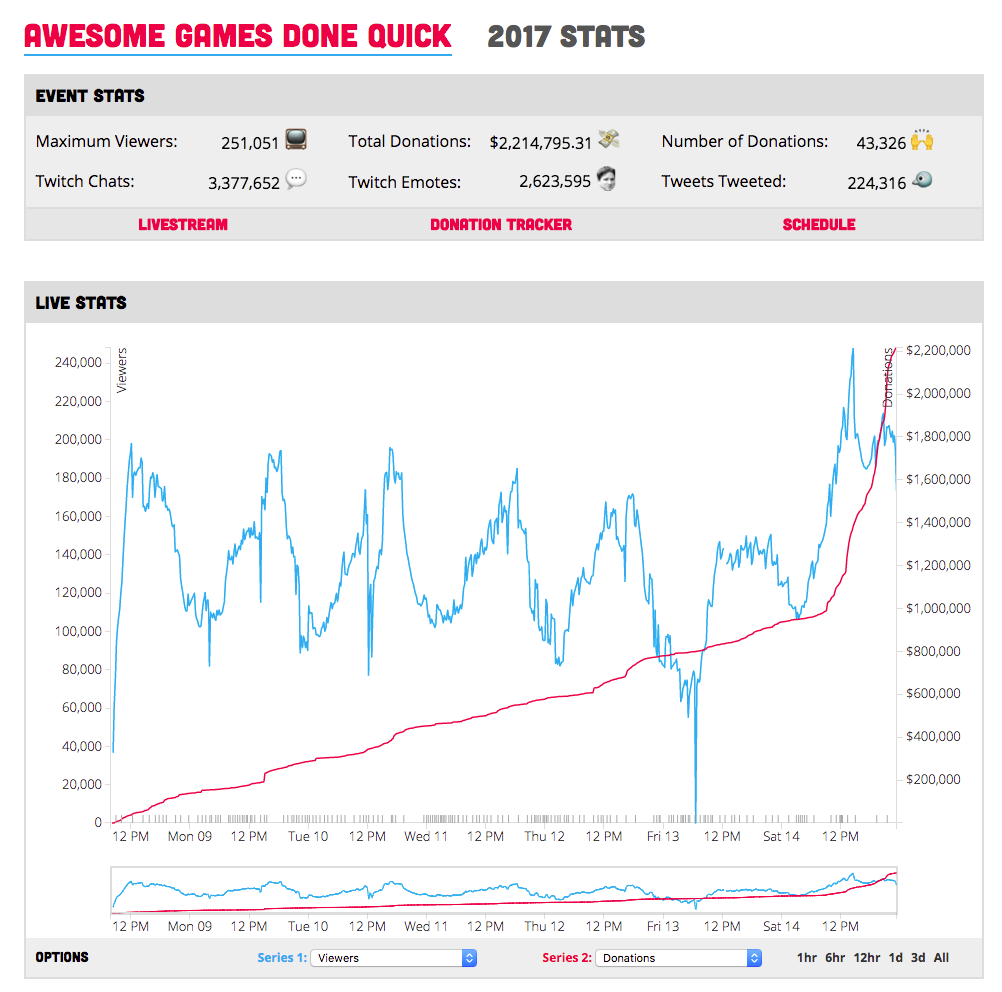 AWESOME GAMES DONE QUICK 2017 STATS
EVENT STATS
Maximum Viewers: 251,051 Total Donations: $2,214,795.31 Number of Donations: 43,326
Twitch Chats: 3,377,652 Twitch Emotes: 2,623,595 Tweets Tweeted: 224,316
LIVESTREAM DONATION TRACKER SCHEDULE
LIVE STATS
Viewers
Donations
240,000
220,000
200,000
180,000
160,000
140,000
120,000
100,000
80,000
60,000
40,000
20,000
0
$2,200,000
$2,000,000
$1,800,000
$1,600,000
$1,400,000
$1,200,000
$1,000,000
$800,000
$600,000
$400,000
$200,000
12 PM Mon 09 12 PM Tue 10 12 PM Wed 11 12 PM Thu 12 12 PM Fri 13 12 PM Sat 14 12 PM
12 PM Mon 09 12 PM Tue 10 12 PM Wed 11 12 PM Thu 12 12 PM Fri 13 12 PM Sat 14 12 PM
OPTIONS Series 1: Viewers Series 2: Donations 1hr 6hr 12hr 1d 3d All